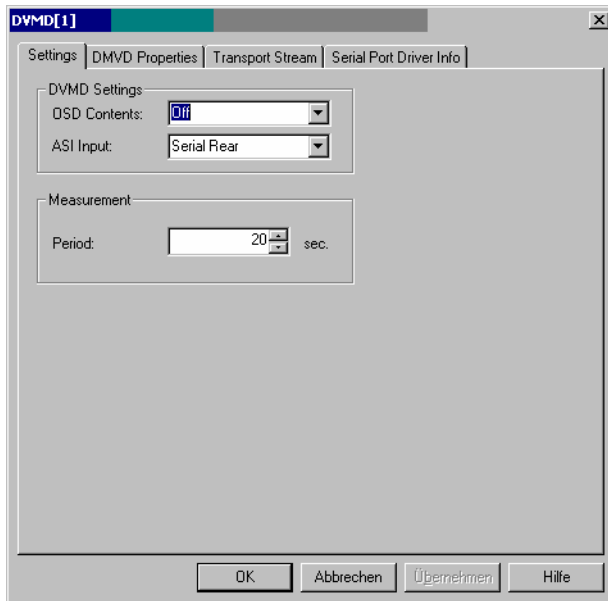 DVMD[1]
Settings DMVD Properties Transport Stream Serial Port Driver Info
DVMD Settings
OSD Contents: Off
ASI Input: Serial Rear
Measurement
Period: 20 sec.
OK Abbrechen Übernehmen Hilfe